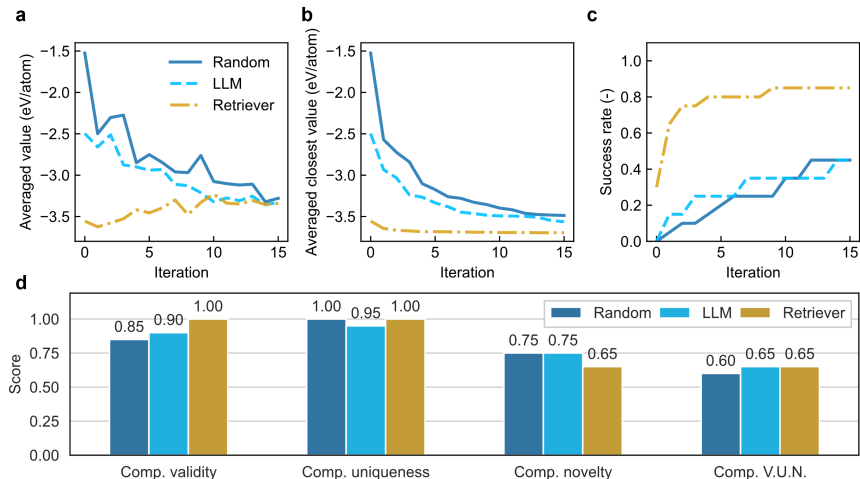 a
b
c
Averaged value (eV/atom)
−1.5
−2.0
−2.5
−3.0
−3.5
0
5
10
15
Iteration
Random
LLM
Retriever
Averaged closest value (eV/atom)
−1.5
−2.0
−2.5
−3.0
−3.5
0
5
10
15
Iteration
Success rate (-)
1.0
0.8
0.6
0.4
0.2
0.0
0
5
10
15
Iteration
d
Score
1.00
0.75
0.50
0.25
0.00
Random
LLM
Retriever
0.85
0.90
1.00
1.00
0.95
1.00
0.75
0.75
0.65
0.60
0.65
0.65
Comp. validity
Comp. uniqueness
Comp. novelty
Comp. V.U.N.